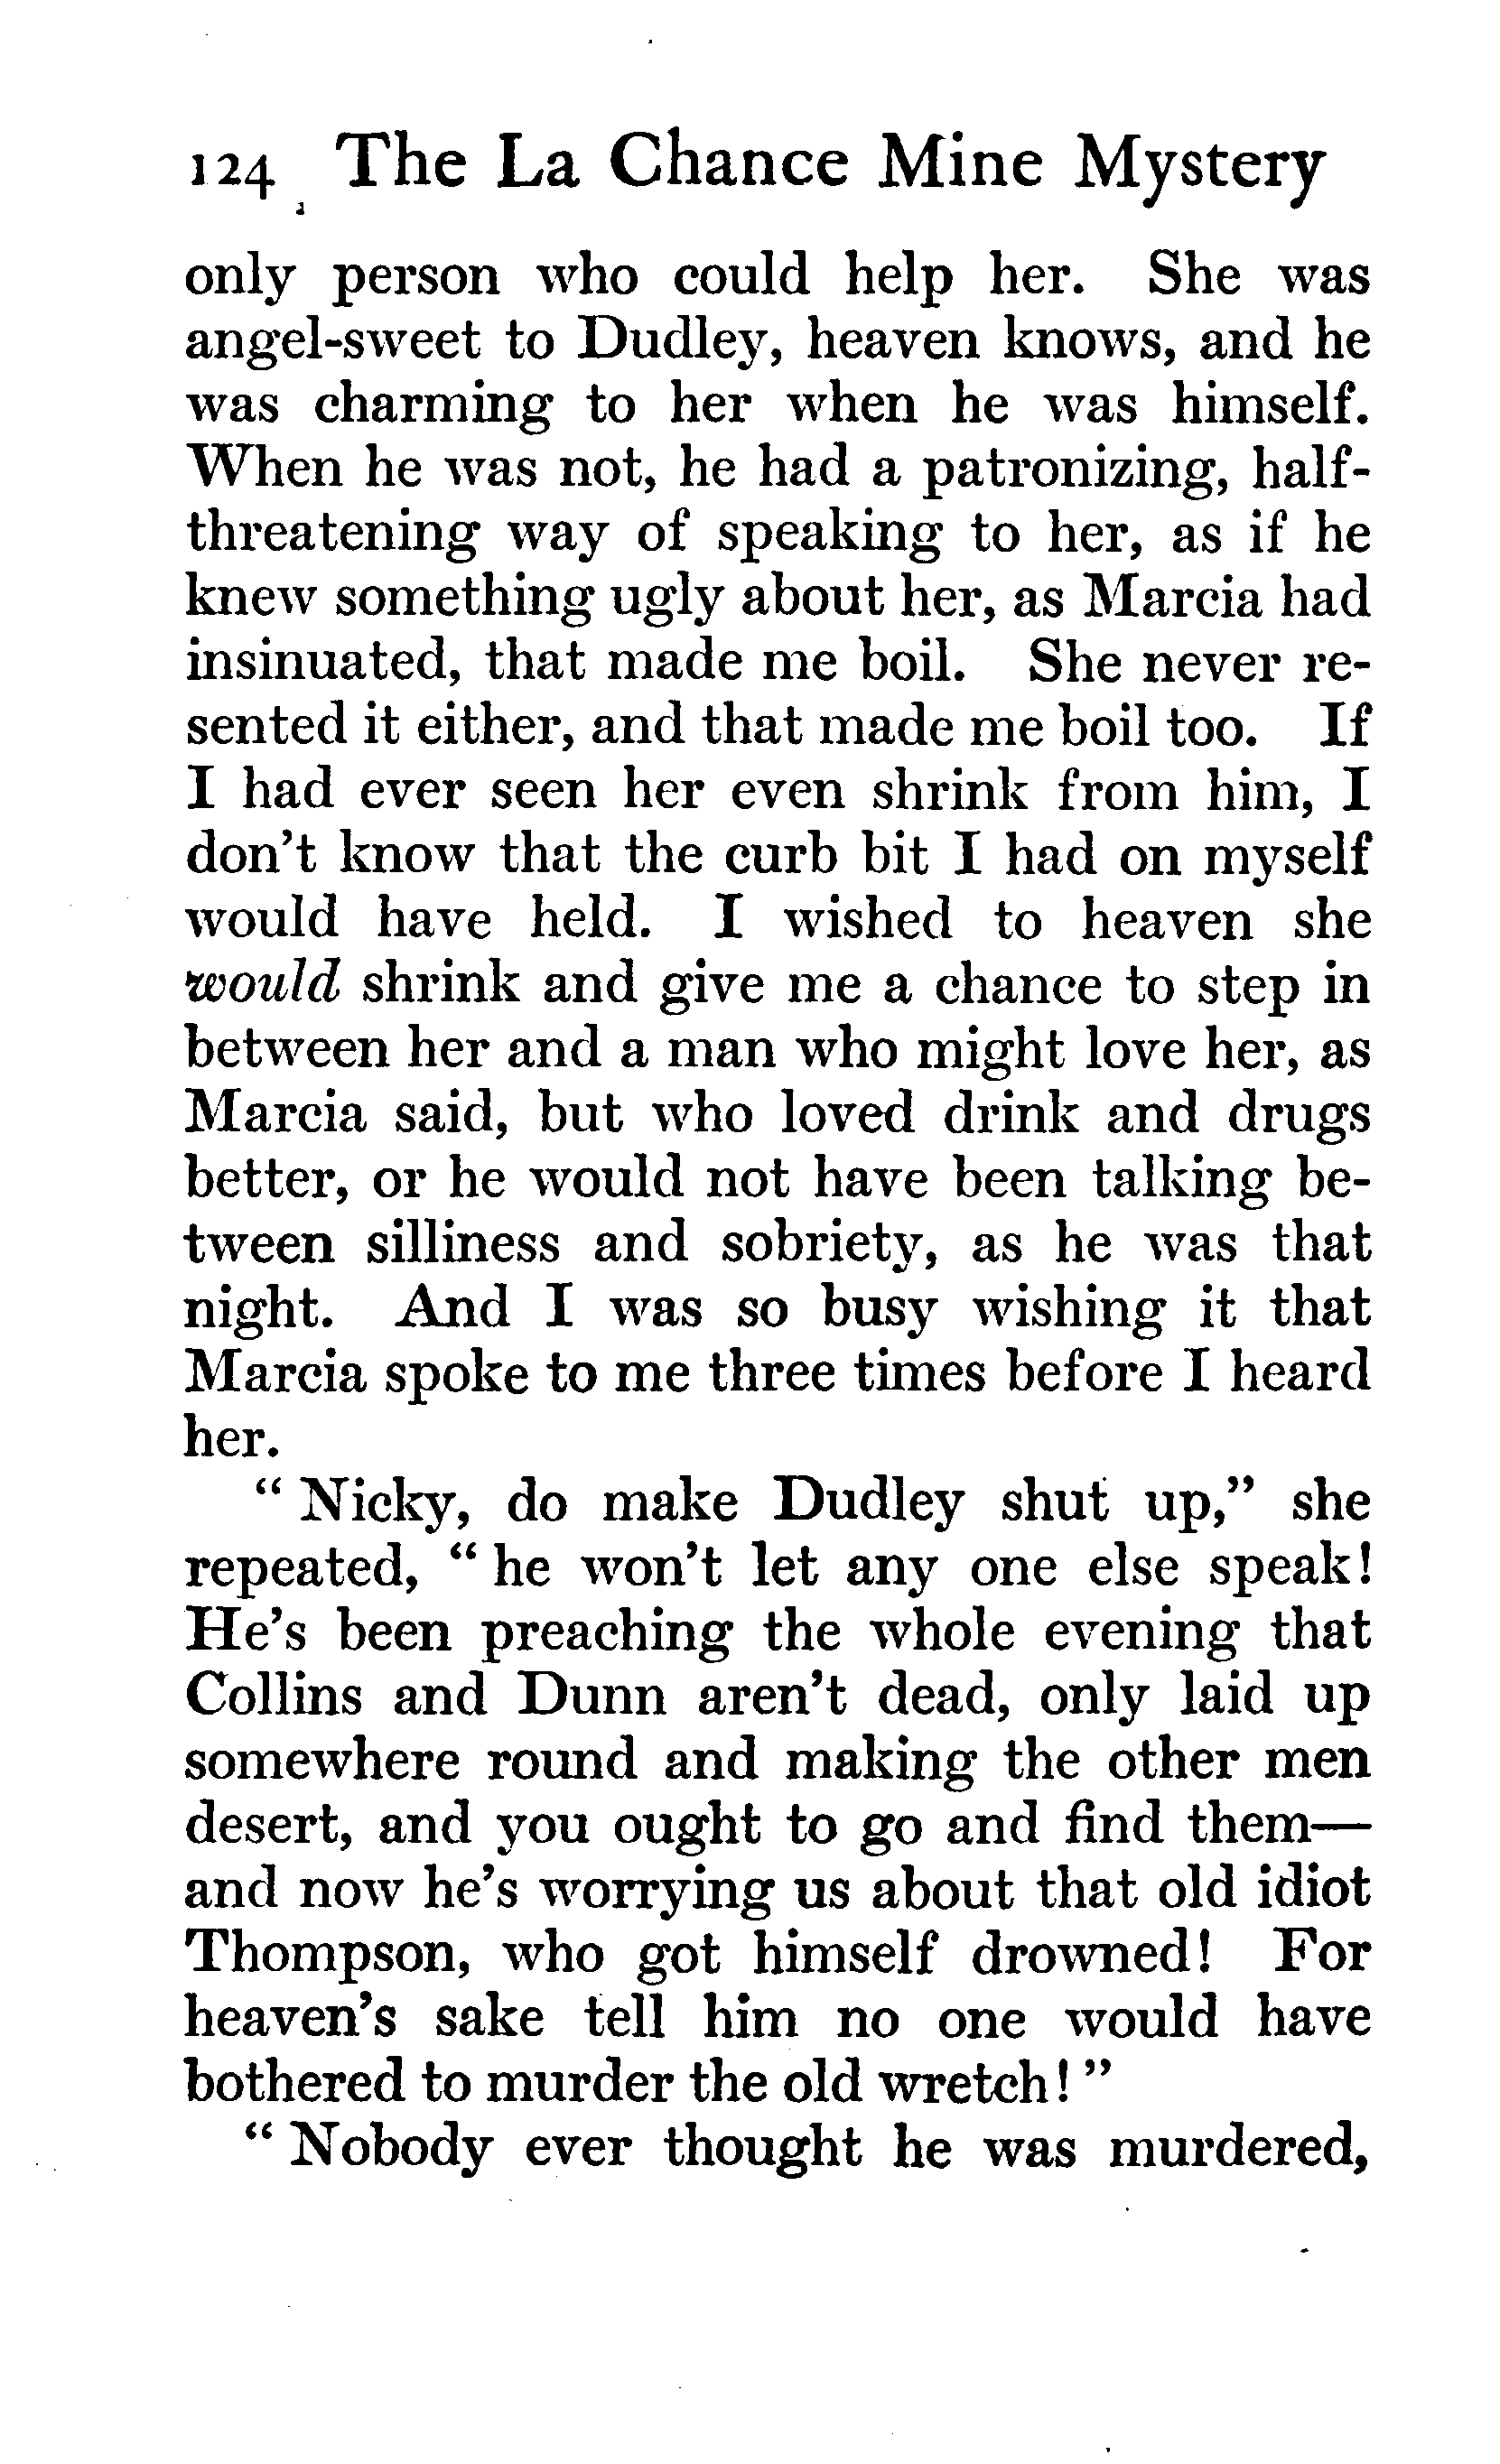 124 The La Chance Mine Mystery
only person who could help her. She was
angel-sweet to Dudley, heaven knows, and he
was charming to her when he was himself.
When he was not, he had a patronizing, half-
threatening way of speaking to her, as if he
knew something ugly about her, as Marcia had
insinuated, that made me boil. She never re-
sented it either, and that made me boil too. If
I had ever seen her even shrink from him, I
don't know that the curb bit I had on myself
would have held. I wished to heaven she
would shrink and give me a chance to step in
between her and a man who might love her, as
Marcia said, but who loved drink and drugs
better, or he would not have been talking be-
tween silliness and sobriety, as he was that
night. And I was so busy wishing it that
Marcia spoke to me three times before I heard
her.
" Nicky, do make Dudley shut up," she
repeated, " he won't let any one else speak!
He's been preaching the whole evening that
Collins and Dunn aren't dead, only laid up
somewhere round and making the other men
desert, and you ought to go and find them—
and now he's worrying us about that old idiot
Thompson, who got himself drowned! For
heaven's sake tell him no one would have
bothered to murder the old wretch! "
" Nobody ever thought he was murdered,